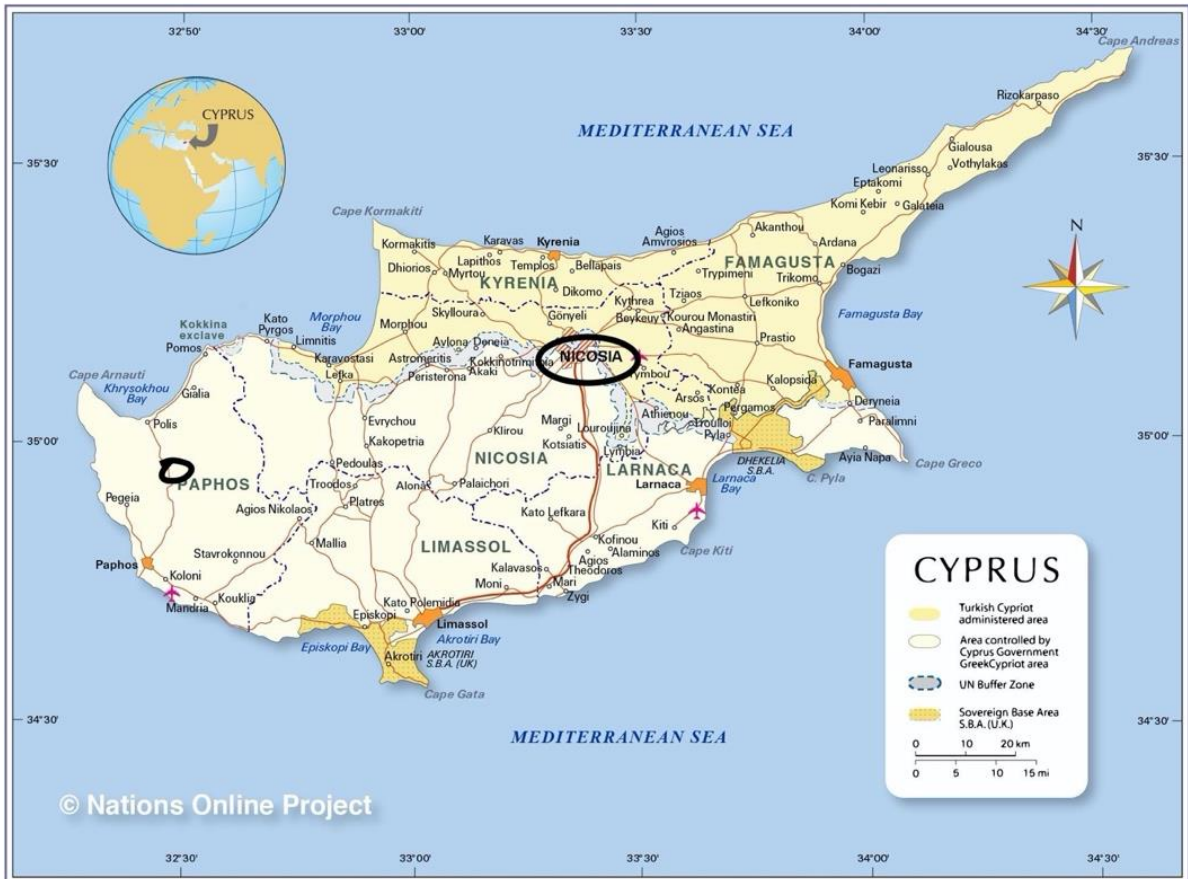 32°50'
33°00'
33°30'
34°00'
34°30'
Cape Andreas
Rizokarpaso
MEDITERRANEAN SEA
CYPRUS
35°30'
35°30'
Gialousa
Leonarisso
Vothylakas
Eptakomi
Komi Kebir
Galateia
Cape Kormakiti
Agios
Amvrosios
Akanthou
Kormakitis
Karavas
Kyrenia
Ardana
Lapithos
Templos
Bellapais
FAMAGUSTA
Dhiorios
Myrtou
Trypimeni
Trikomo
Bogazi
KYRENIA
Dikomo
Tziaos
Lefkoniko
Kythrea
Skylloura
Gönyeli
Beykeuy
Kourou Monastiri
Famagusta Bay
Morphou
Bay
Kato
Pyrgos
Kokkina
exclave
Limnitis
Morphou
Angastina
Prastio
Pomos
Karavostasi
Avlona
Deneia
NICOSIA
Astromeritis
Kokkinotrimithia
Famagusta
Cape Arnauti
Lefka
Peristerona
Akaki
Tymbou
Kalopsida
Khrysokhou
Bay
Gialia
Kontea
Arsos
Deryneia
Polis
Evrychou
Margi
Athienou
Pergamos
Paralimni
35°00'
Klirou
Louroujina
Troulloi
35°00'
Kakopetria
Kotsiatis
Pyla
Lymbia
Ayia Napa
NICOSIA
DHEKELIA
S.B.A.
Cape Greco
Pedoulas
LARNACA
C. Pyla
PAPHOS
Troodos
Alona
Palaichori
Larnaca
Larnaca
Bay
Pegeia
Platres
Agios Nikolaos
Kato Lefkara
Kiti
Mallia
LIMASSOL
Kofinou
Cape Kiti
Stavrokonnou
Alaminos
Paphos
Agios
Theodoros
Koloni
Kalavasos
Moni
Mari
Zygi
Mandria
Kouklia
Kato Polemidia
Episkopi
Limassol
Episkopi Bay
Akrotiri Bay
Akrotiri
AKROTIRI
S.B.A. (UK)
Cape Gata
34°30'
34°30'
MEDITERRANEAN SEA
N
CYPRUS
Turkish Cypriot
administered area
Area controlled by
Cyprus Government
GreekCypriot area
UN Buffer Zone
Sovereign Base Area
S.B.A. (U.K.)
0 10 20 km
0 5 10 15 mi
© Nations Online Project
32°30'
33°00'
33°30'
34°00'
34°30'